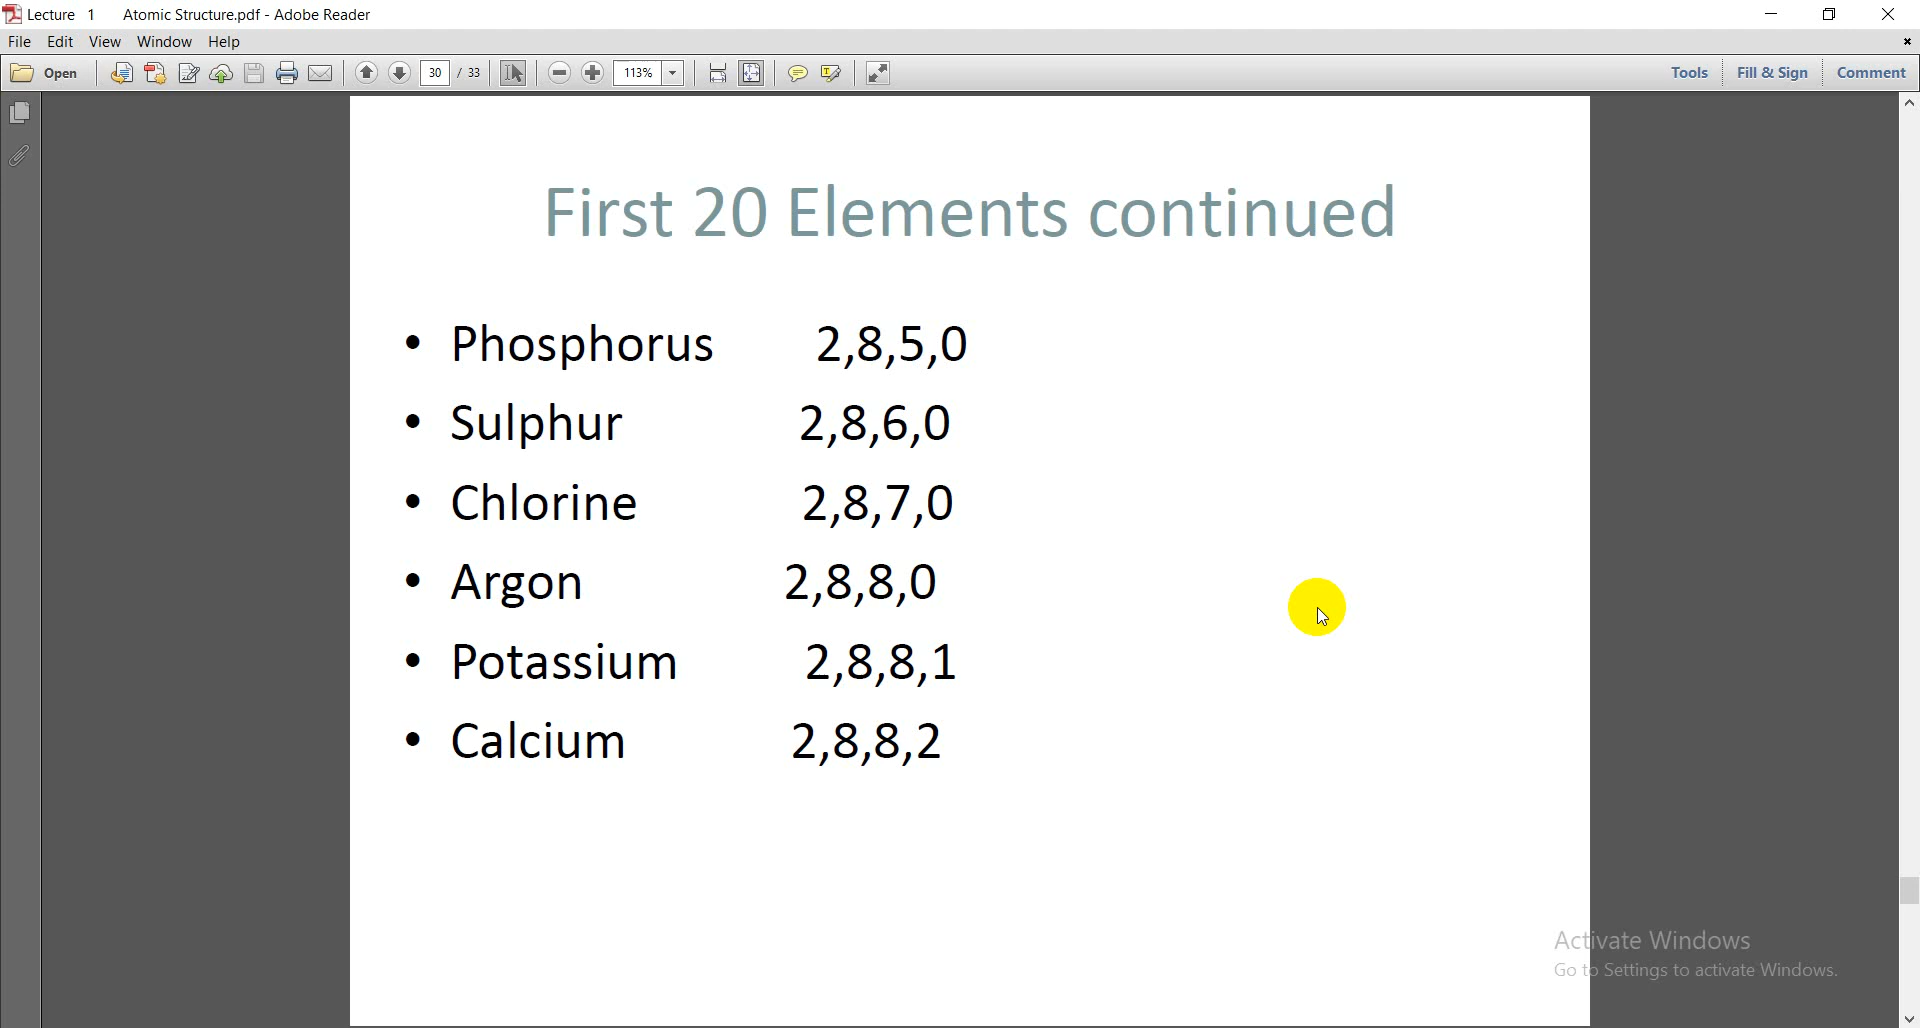 Lecture 1 Atomic Structure.pdf - Adobe Reader
File Edit View Window Help
Open 30 / 33 113% Tools Fill & Sign Comment
First 20 Elements continued
• Phosphorus 2,8,5,0
• Sulphur 2,8,6,0
• Chlorine 2,8,7,0
• Argon 2,8,8,0
• Potassium 2,8,8,1
• Calcium 2,8,8,2
Activate Windows
Go to Settings to activate Windows.